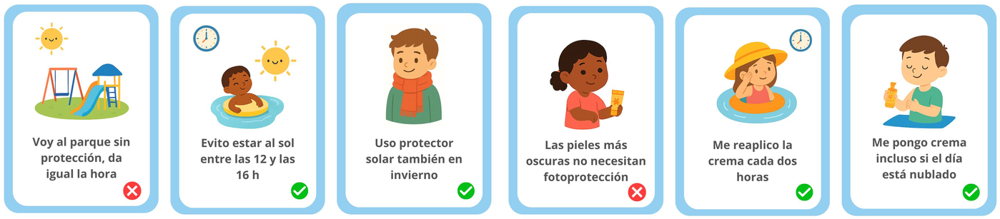 Voy al parque sin
protección, da
igual la hora
Evito estar al sol
entre las 12 y las
16 h
Uso protector
solar también en
invierno
Las pieles más
oscuras no necesitan
fotoprotección
Me reaplico la
crema cada dos
horas
Me pongo crema
incluso si el día
está nublado